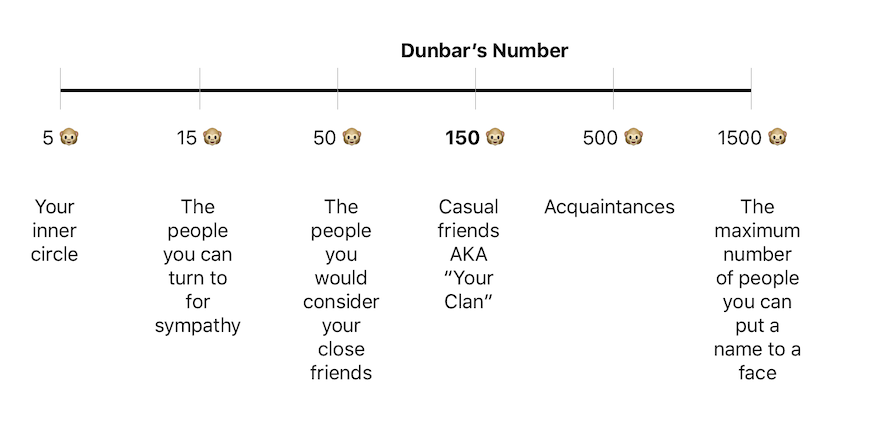 Dunbar’s Number
5 🐵
15 🐵
50 🐵
150 🐵
500 🐵
1500 🐵
Your
inner
circle
The
people
you can
turn to
for
sympathy
The
people
you
would
consider
your
close
friends
Casual
friends
AKA
“Your
Clan”
Acquaintances
The
maximum
number
of people
you can
put a
name to a
face